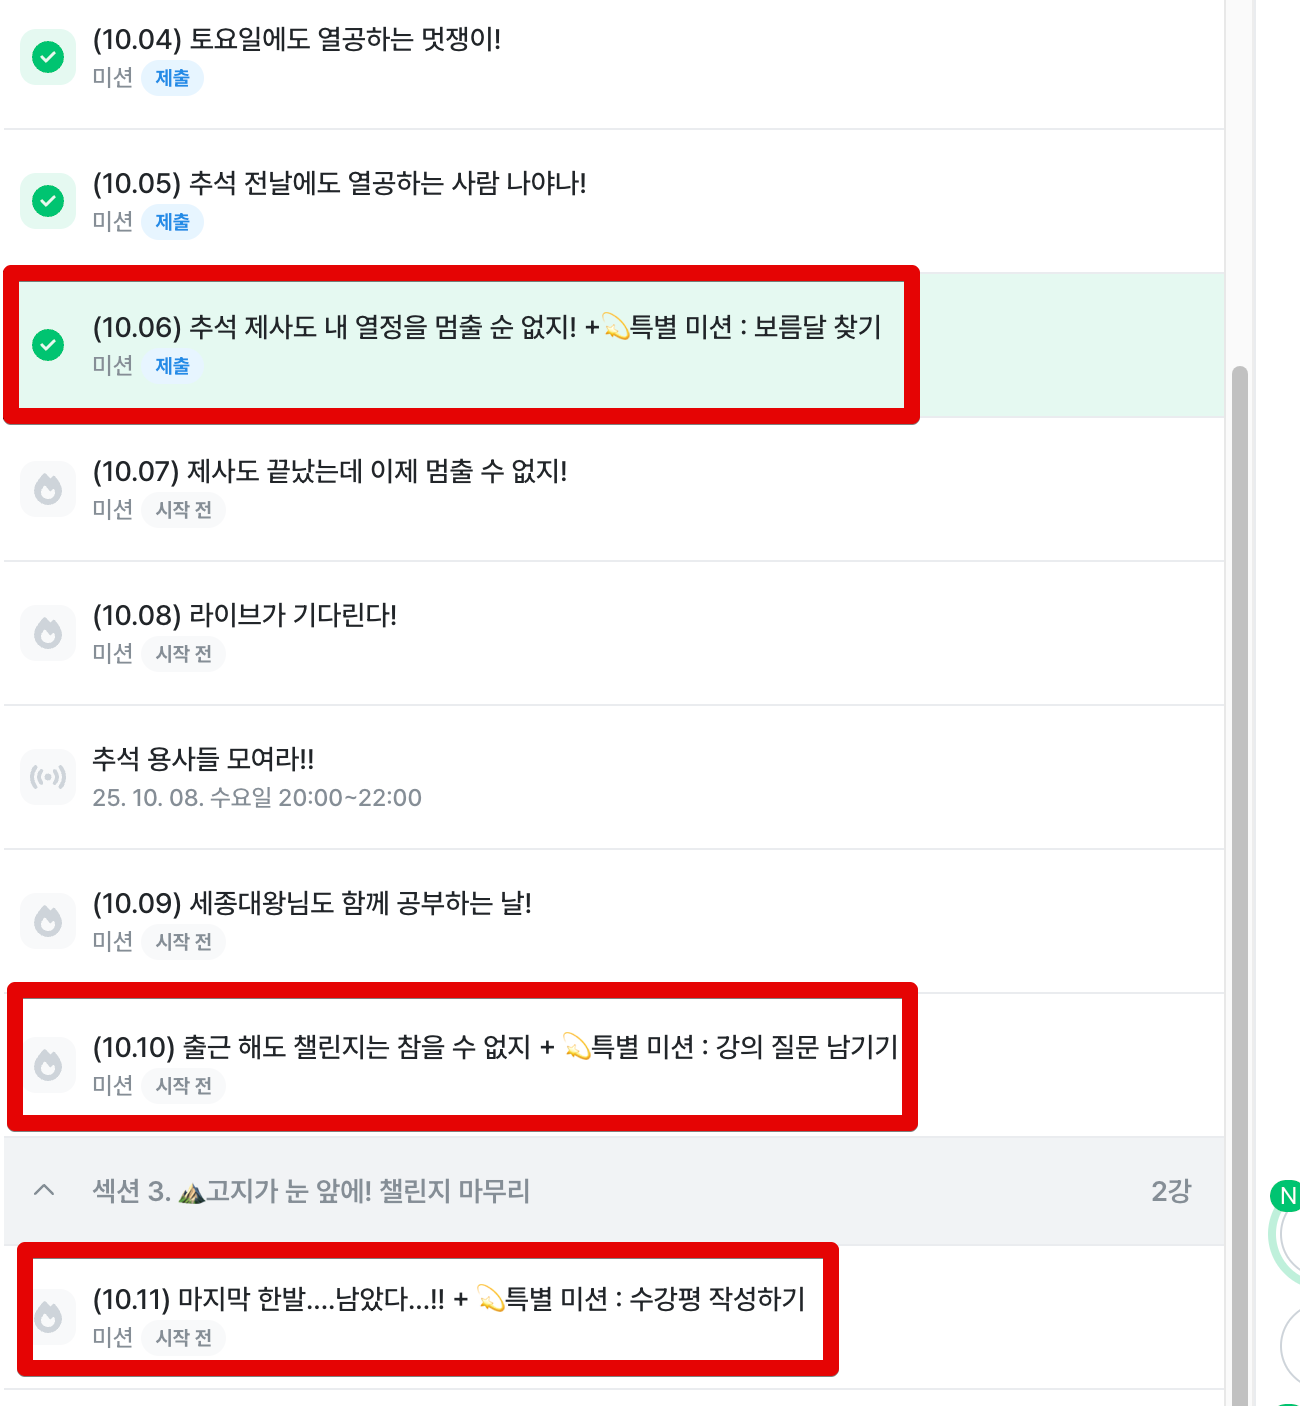 (10.04) 토요일에도 열공하는 멋쟁이!
미션 제출
(10.05) 추석 전날에도 열공하는 사람 나야나!
미션 제출
(10.06) 추석 제사도 내 열정을 멈출 순 없지! +💫특별 미션 : 보름달 찾기
미션 제출
(10.07) 제사도 끝났는데 이제 멈출 수 없지!
미션 시작 전
(10.08) 라이브가 기다린다!
미션 시작 전
추석 용사들 모여라!!
25. 10. 08. 수요일 20:00~22:00
(10.09) 세종대왕님도 함께 공부하는 날!
미션 시작 전
(10.10) 출근 해도 챌린지는 참을 수 없지 + 💫특별 미션 : 강의 질문 남기기
미션 시작 전
섹션 3. ⛰️고지가 눈 앞에! 챌린지 마무리 2강
N
(10.11) 마지막 한발....남았다...!! + 💫특별 미션 : 수강평 작성하기
미션 시작 전